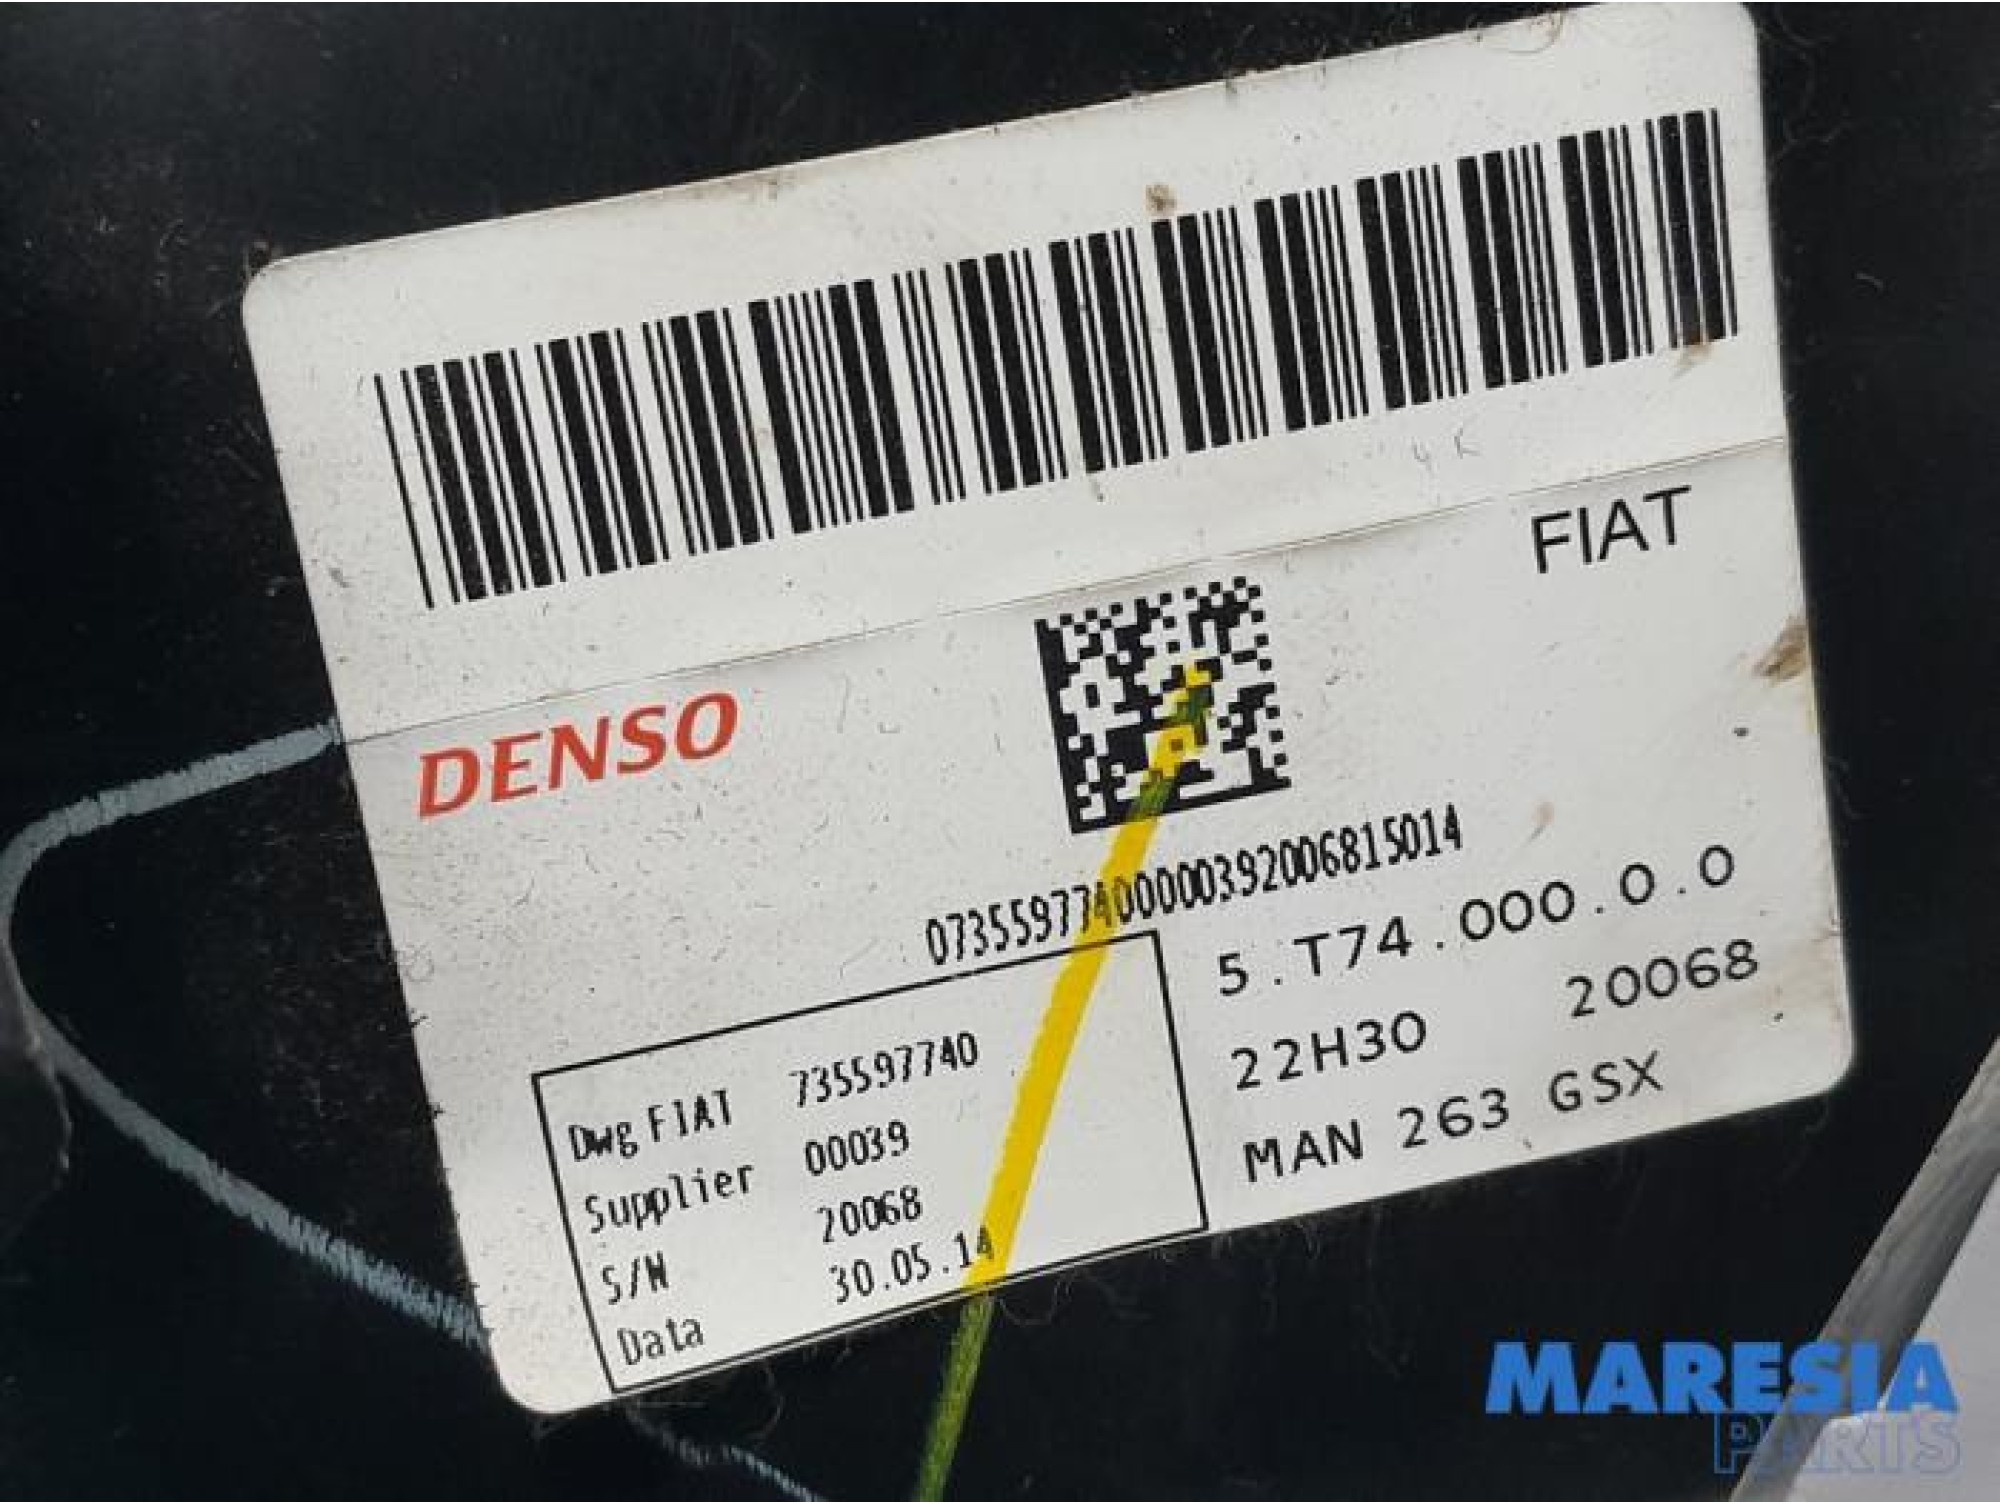 FIAT
DENSO
07355977400000392006815014
5.T74.000.0.0
22H30 20068
MAN 263 GSX
Dwg FIAT 735597740
Supplier 00039
S/N 20068
Data 30.05.14
MARESIA
PARTS